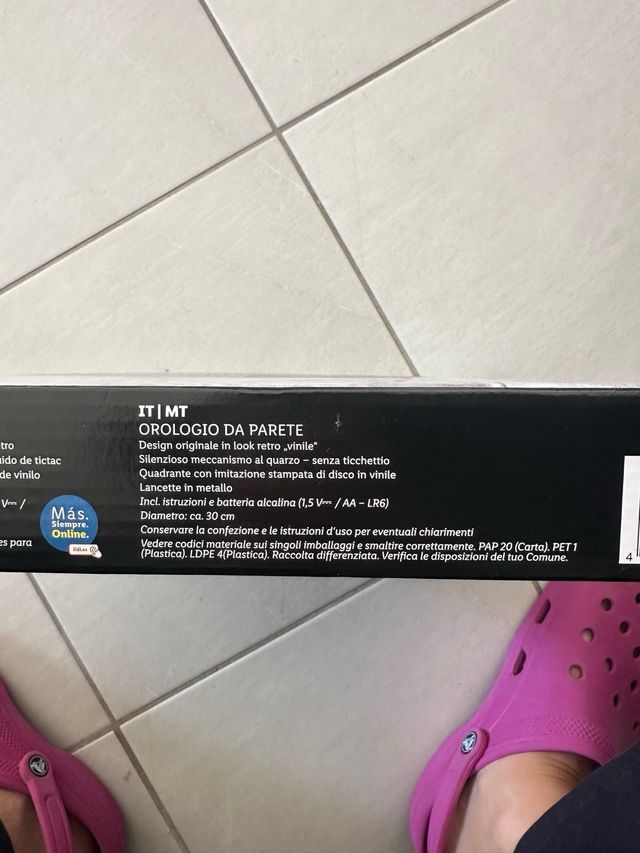 IT | MT
OROLOGIO DA PARETE
Design originale in look retro „vinile“
Silenzioso meccanismo al quarzo – senza ticchettio
Quadrante con imitazione stampata di disco in vinile
Lancette in metallo
Incl. istruzioni e batteria alcalina (1,5 V⎓ / AA – LR6)
Diametro: ca. 30 cm
Conservare la confezione e le istruzioni d'uso per eventuali chiarimenti
Vedere codici materiale sui singoli imballaggi e smaltire correttamente. PAP 20 (Carta). PET 1
(Plastica). LDPE 4(Plastica). Raccolta differenziata. Verifica le disposizioni del tuo Comune.
tro
ido de tictac
de vinilo
V⎓ /
es para
Más.
Siempre.
Online.
lidl.es
4